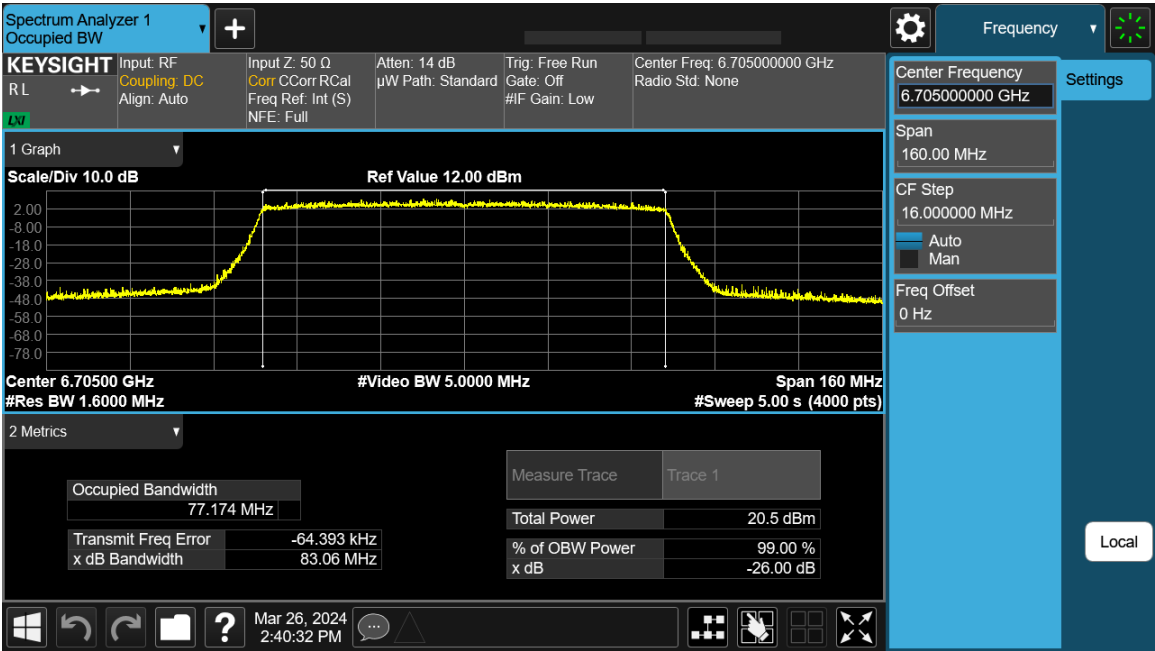 Spectrum Analyzer 1
Occupied BW
+
Frequency
KEYSIGHT
R L
LXI
Input: RF
Coupling: DC
Align: Auto
Input Z: 50 Ω
Corr CCorr RCal
Freq Ref: Int (S)
NFE: Full
Atten: 14 dB
µW Path: Standard
Trig: Free Run
Gate: Off
#IF Gain: Low
Center Freq: 6.705000000 GHz
Radio Std: None
Center Frequency
6.705000000 GHz
Settings
Span
160.00 MHz
CF Step
16.000000 MHz
Auto
Man
Freq Offset
0 Hz
1 Graph
Scale/Div 10.0 dB
Ref Value 12.00 dBm
2.00
-8.00
-18.0
-28.0
-38.0
-48.0
-58.0
-68.0
-78.0
Center 6.70500 GHz
#Video BW 5.0000 MHz
Span 160 MHz
#Res BW 1.6000 MHz
#Sweep 5.00 s (4000 pts)
2 Metrics
Occupied Bandwidth
77.174 MHz
Transmit Freq Error -64.393 kHz
x dB Bandwidth 83.06 MHz
Measure Trace Trace 1
Total Power 20.5 dBm
% of OBW Power 99.00 %
x dB -26.00 dB
Local
?
Mar 26, 2024
2:40:32 PM